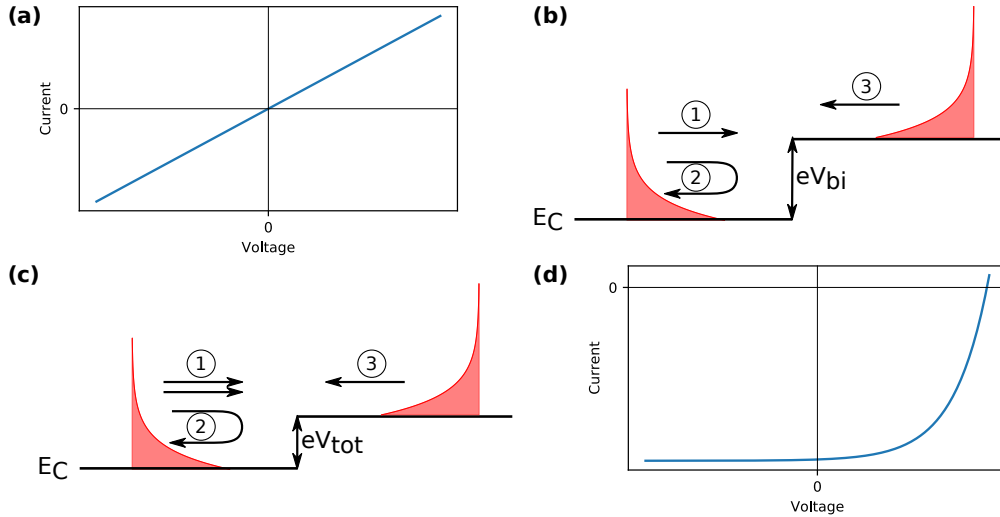 (a)
Current
0
0
Voltage
(b)
1
2
3
eVbi
EC
(c)
1
2
3
eVtot
EC
(d)
0
Current
0
Voltage